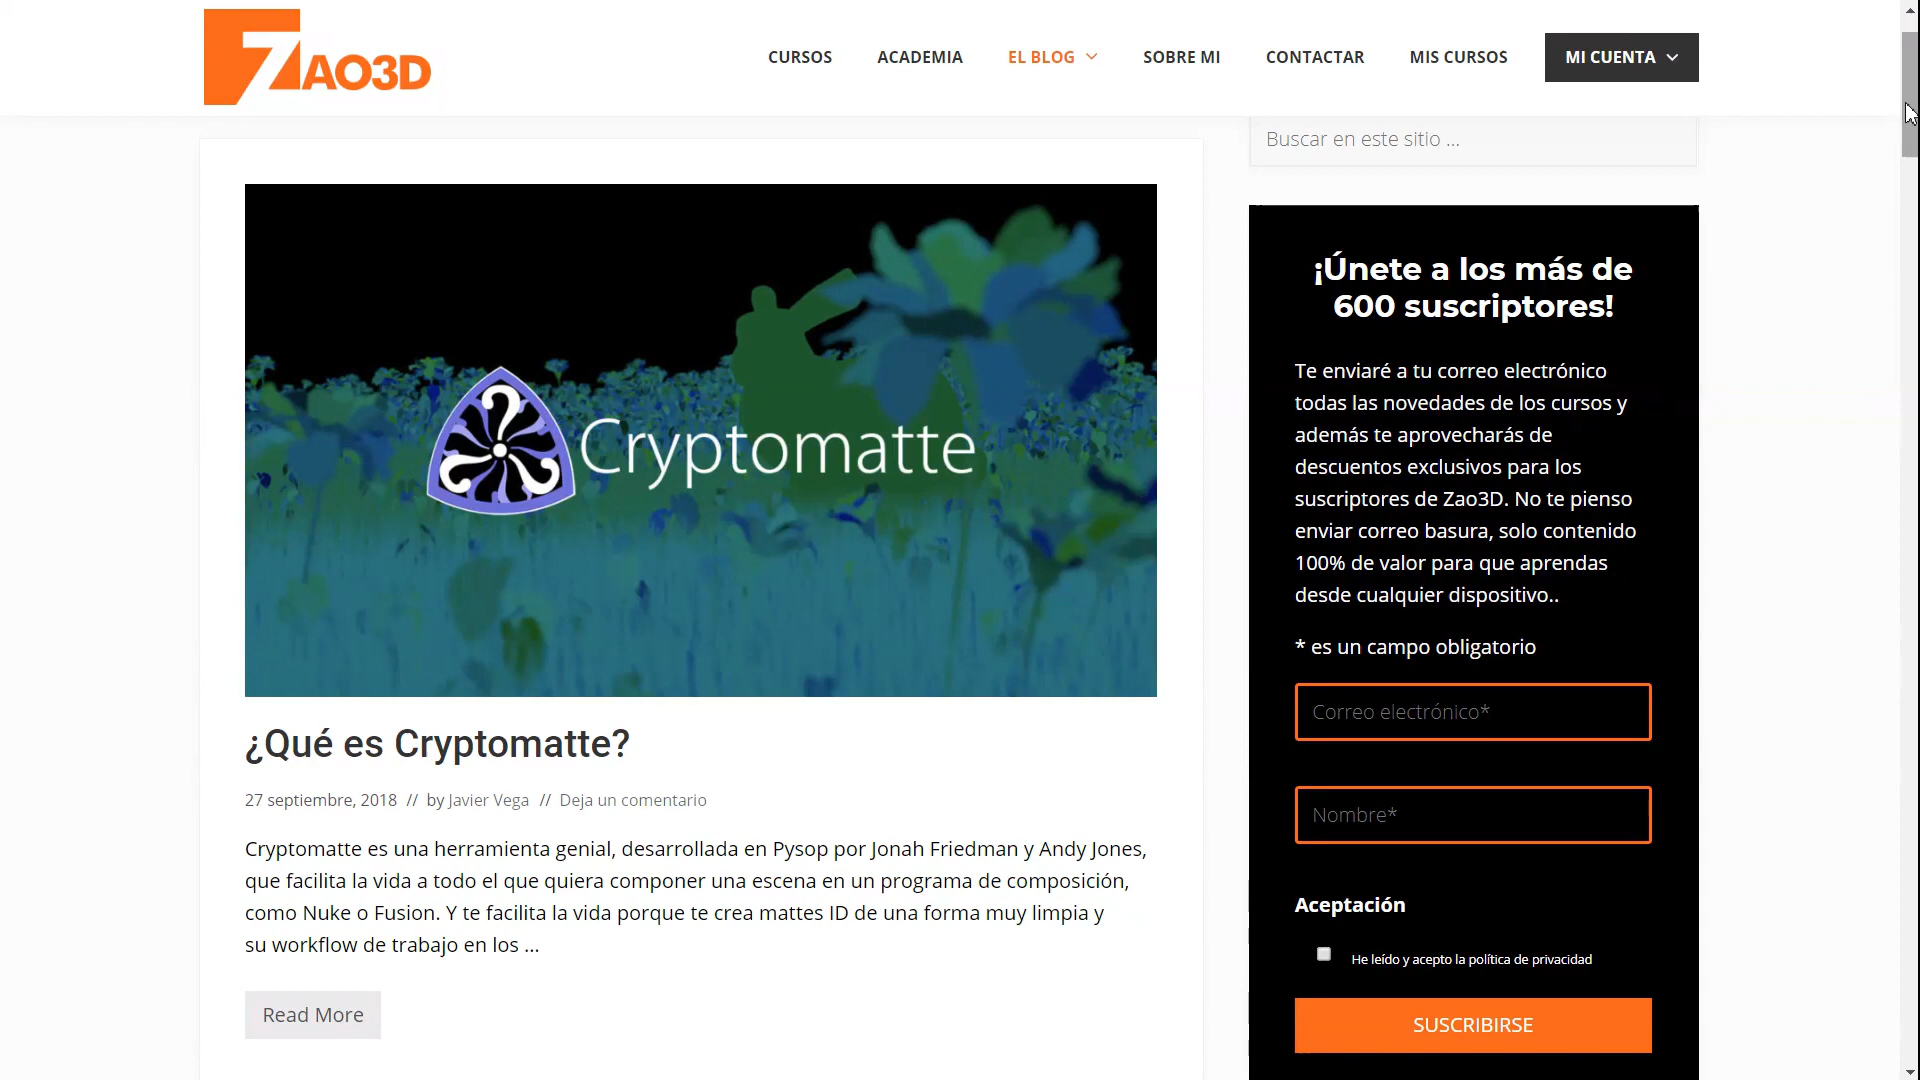 ZAO3D
CURSOS
ACADEMIA
EL BLOG
SOBRE MI
CONTACTAR
MIS CURSOS
MI CUENTA
Buscar en este sitio ...
Cryptomatte
¿Qué es Cryptomatte?
27 septiembre, 2018 // by Javier Vega // Deja un comentario
Cryptomatte es una herramienta genial, desarrollada en Pysop por Jonah Friedman y Andy Jones,
que facilita la vida a todo el que quiera componer una escena en un programa de composición,
como Nuke o Fusion. Y te facilita la vida porque te crea mattes ID de una forma muy limpia y
su workflow de trabajo en los ...
Read More
¡Únete a los más de
600 suscriptores!
Te enviaré a tu correo electrónico
todas las novedades de los cursos y
además te aprovecharás de
descuentos exclusivos para los
suscriptores de Zao3D. No te pienso
enviar correo basura, solo contenido
100% de valor para que aprendas
desde cualquier dispositivo..
* es un campo obligatorio
Correo electrónico*
Nombre*
Aceptación
He leído y acepto la política de privacidad
SUSCRIBIRSE